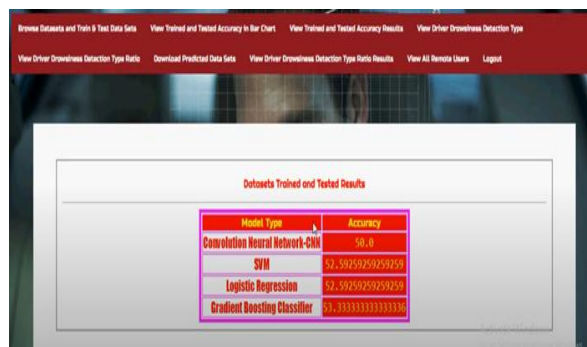 Browse Datasets and Train & Test Data Sets View Trained and Tested Accuracy in Bar Chart View Trained and Tested Accuracy Results View Driver Drowsiness Detection Type
View Driver Drowsiness Detection Type Ratio Download Predicted Data Sets View Driver Drowsiness Detection Type Ratio Results View All Remote Users Logout
Datasets Trained and Tested Results
Model Type Accuracy
Convolution Neural Network-CNN 50.0
SVM 52.59259259259259
Logistic Regression 52.59259259259259
Gradient Boosting Classifier 53.333333333333336